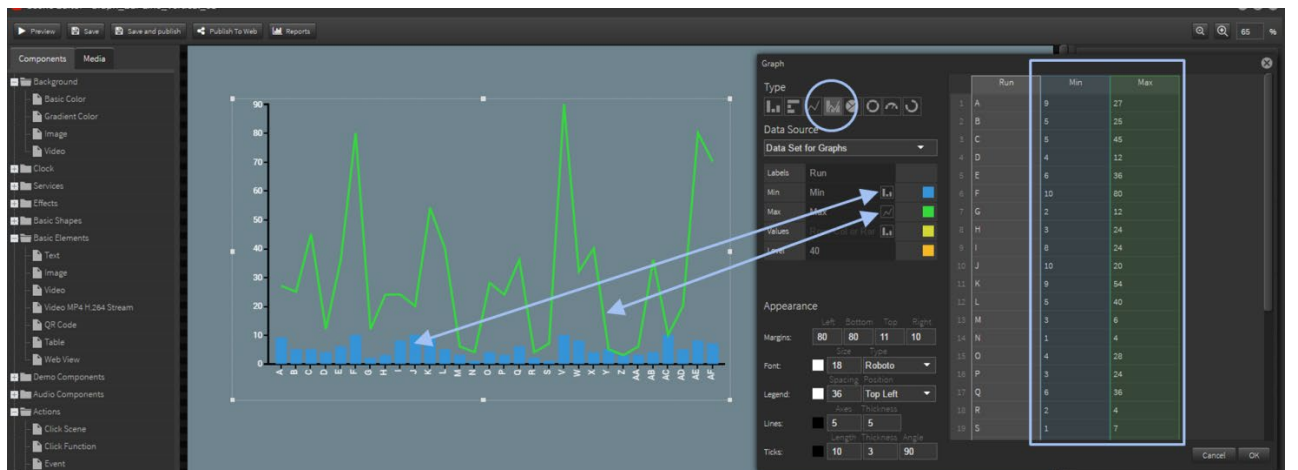 Preview Save Save and publish Publish To Web Reports 65 %
Components Media
Background
Basic Color
Gradient Color
Image
Video
Clock
Services
Effects
Basic Shapes
Basic Elements
Text
Image
Video
Video MP4 H.264 Stream
QR Code
Table
Web View
Demo Components
Audio Components
Actions
Click Scene
Click Function
Event
90
80
70
60
50
40
30
20
10
0
A B C D E F G H I J K L M N O P Q R S V W X Y Z AA AB AC AD AE AF
Graph
Type
Data Source
Data Set for Graphs
Labels Run
Min Min
Max Max
Values
Level 40
Appearance
Left Bottom Top Right
Margins: 80 80 11 10
Size Type
Font: 18 Roboto
Spacing Position
Legend: 36 Top Left
Axes Thickness
Lines: 5 5
Length Thickness Angle
Ticks: 10 3 90
Run Min Max
1 A 9 27
2 B 5 25
3 C 5 45
4 D 4 12
5 E 6 36
6 F 10 80
7 G 2 12
8 H 3 24
9 I 8 24
10 J 10 20
11 K 9 54
12 L 5 40
13 M 3 6
14 N 1 4
15 O 4 28
16 P 3 24
17 Q 6 36
18 R 2 4
19 S 1 7
Cancel OK